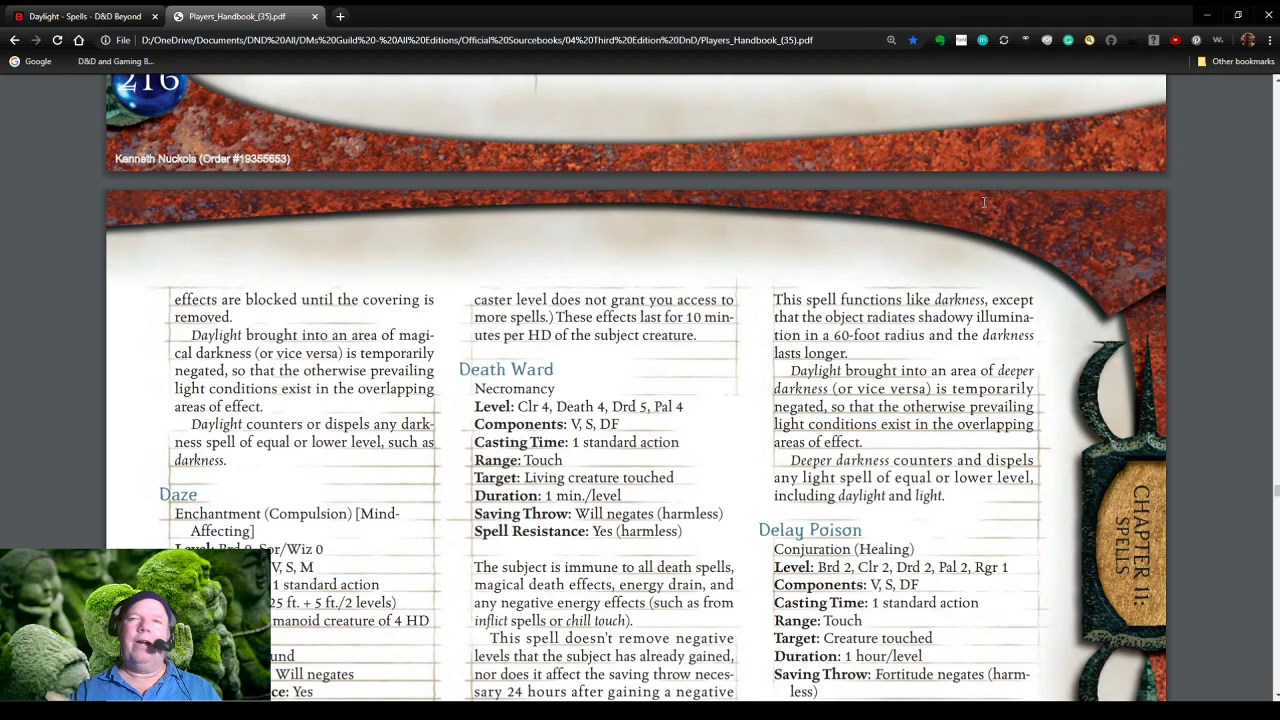 Daylight - Spells - D&D Beyond
Players_Handbook_(35).pdf
File
D:/OneDrive/Documents/DND%20All/DMs%20Guild%20-%20All%20Editions/Official%20Sourcebooks/04%20Third%20Edition%20DnD/Players_Handbook_(35).pdf
Google
D&D and Gaming B...
Other bookmarks
216
Kenneth Nuckols (Order #19355653)
effects are blocked until the covering is
removed.
Daylight brought into an area of magi-
cal darkness (or vice versa) is temporarily
negated, so that the otherwise prevailing
light conditions exist in the overlapping
areas of effect.
Daylight counters or dispels any dark-
ness spell of equal or lower level, such as
darkness.
Daze
Enchantment (Compulsion) [Mind-
Affecting]
Level: Brd 0, Sor/Wiz 0
V, S, M
1 standard action
25 ft. + 5 ft./2 levels)
manoid creature of 4 HD
und
Will negates
ce: Yes
caster level does not grant you access to
more spells.) These effects last for 10 min-
utes per HD of the subject creature.
Death Ward
Necromancy
Level: Clr 4, Death 4, Drd 5, Pal 4
Components: V, S, DF
Casting Time: 1 standard action
Range: Touch
Target: Living creature touched
Duration: 1 min./level
Saving Throw: Will negates (harmless)
Spell Resistance: Yes (harmless)
The subject is immune to all death spells,
magical death effects, energy drain, and
any negative energy effects (such as from
inflict spells or chill touch).
This spell doesn't remove negative
levels that the subject has already gained,
nor does it affect the saving throw neces-
sary 24 hours after gaining a negative
This spell functions like darkness, except
that the object radiates shadowy illumina-
tion in a 60-foot radius and the darkness
lasts longer.
Daylight brought into an area of deeper
darkness (or vice versa) is temporarily
negated, so that the otherwise prevailing
light conditions exist in the overlapping
areas of effect.
Deeper darkness counters and dispels
any light spell of equal or lower level,
including daylight and light.
Delay Poison
Conjuration (Healing)
Level: Brd 2, Clr 2, Drd 2, Pal 2, Rgr 1
Components: V, S, DF
Casting Time: 1 standard action
Range: Touch
Target: Creature touched
Duration: 1 hour/level
Saving Throw: Fortitude negates (harm-
less)
CHAPTER 11:
SPELLS